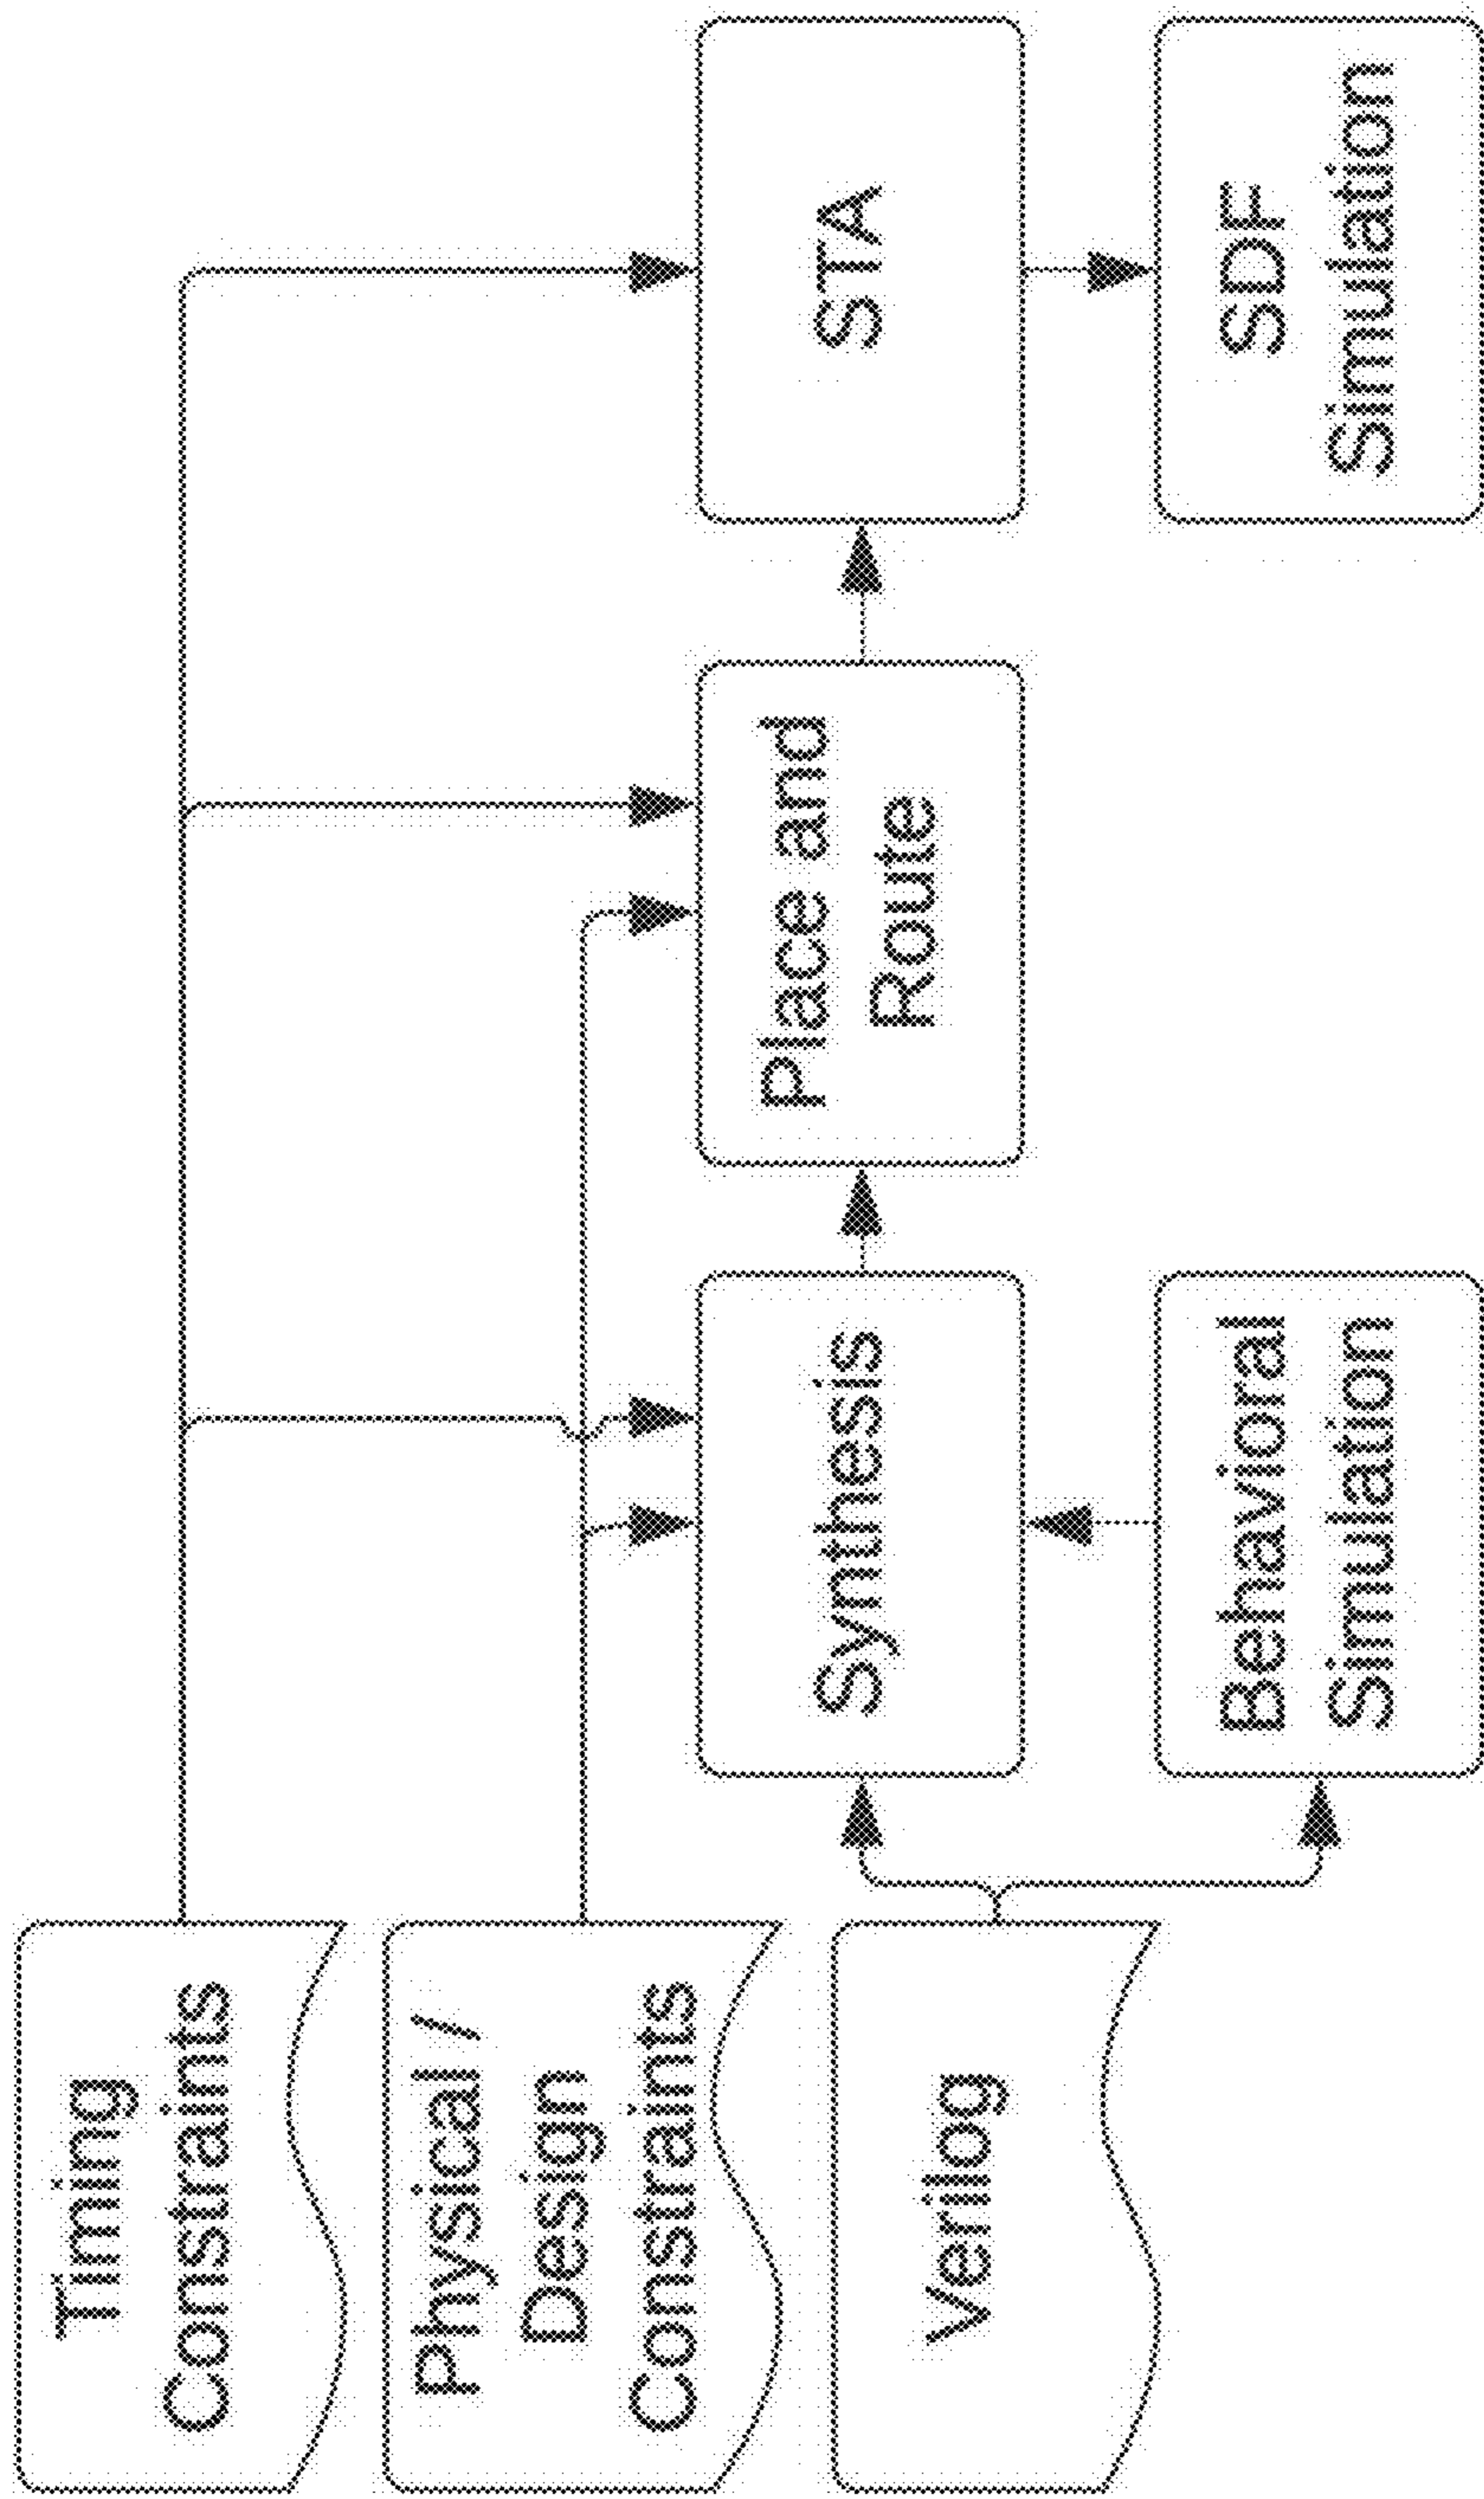 Timing
Constraints
Physical /
Design
Constraints
Verilog
Synthesis
Place and
Route
STA
Behavioral
Simulation
SDF
Simulation